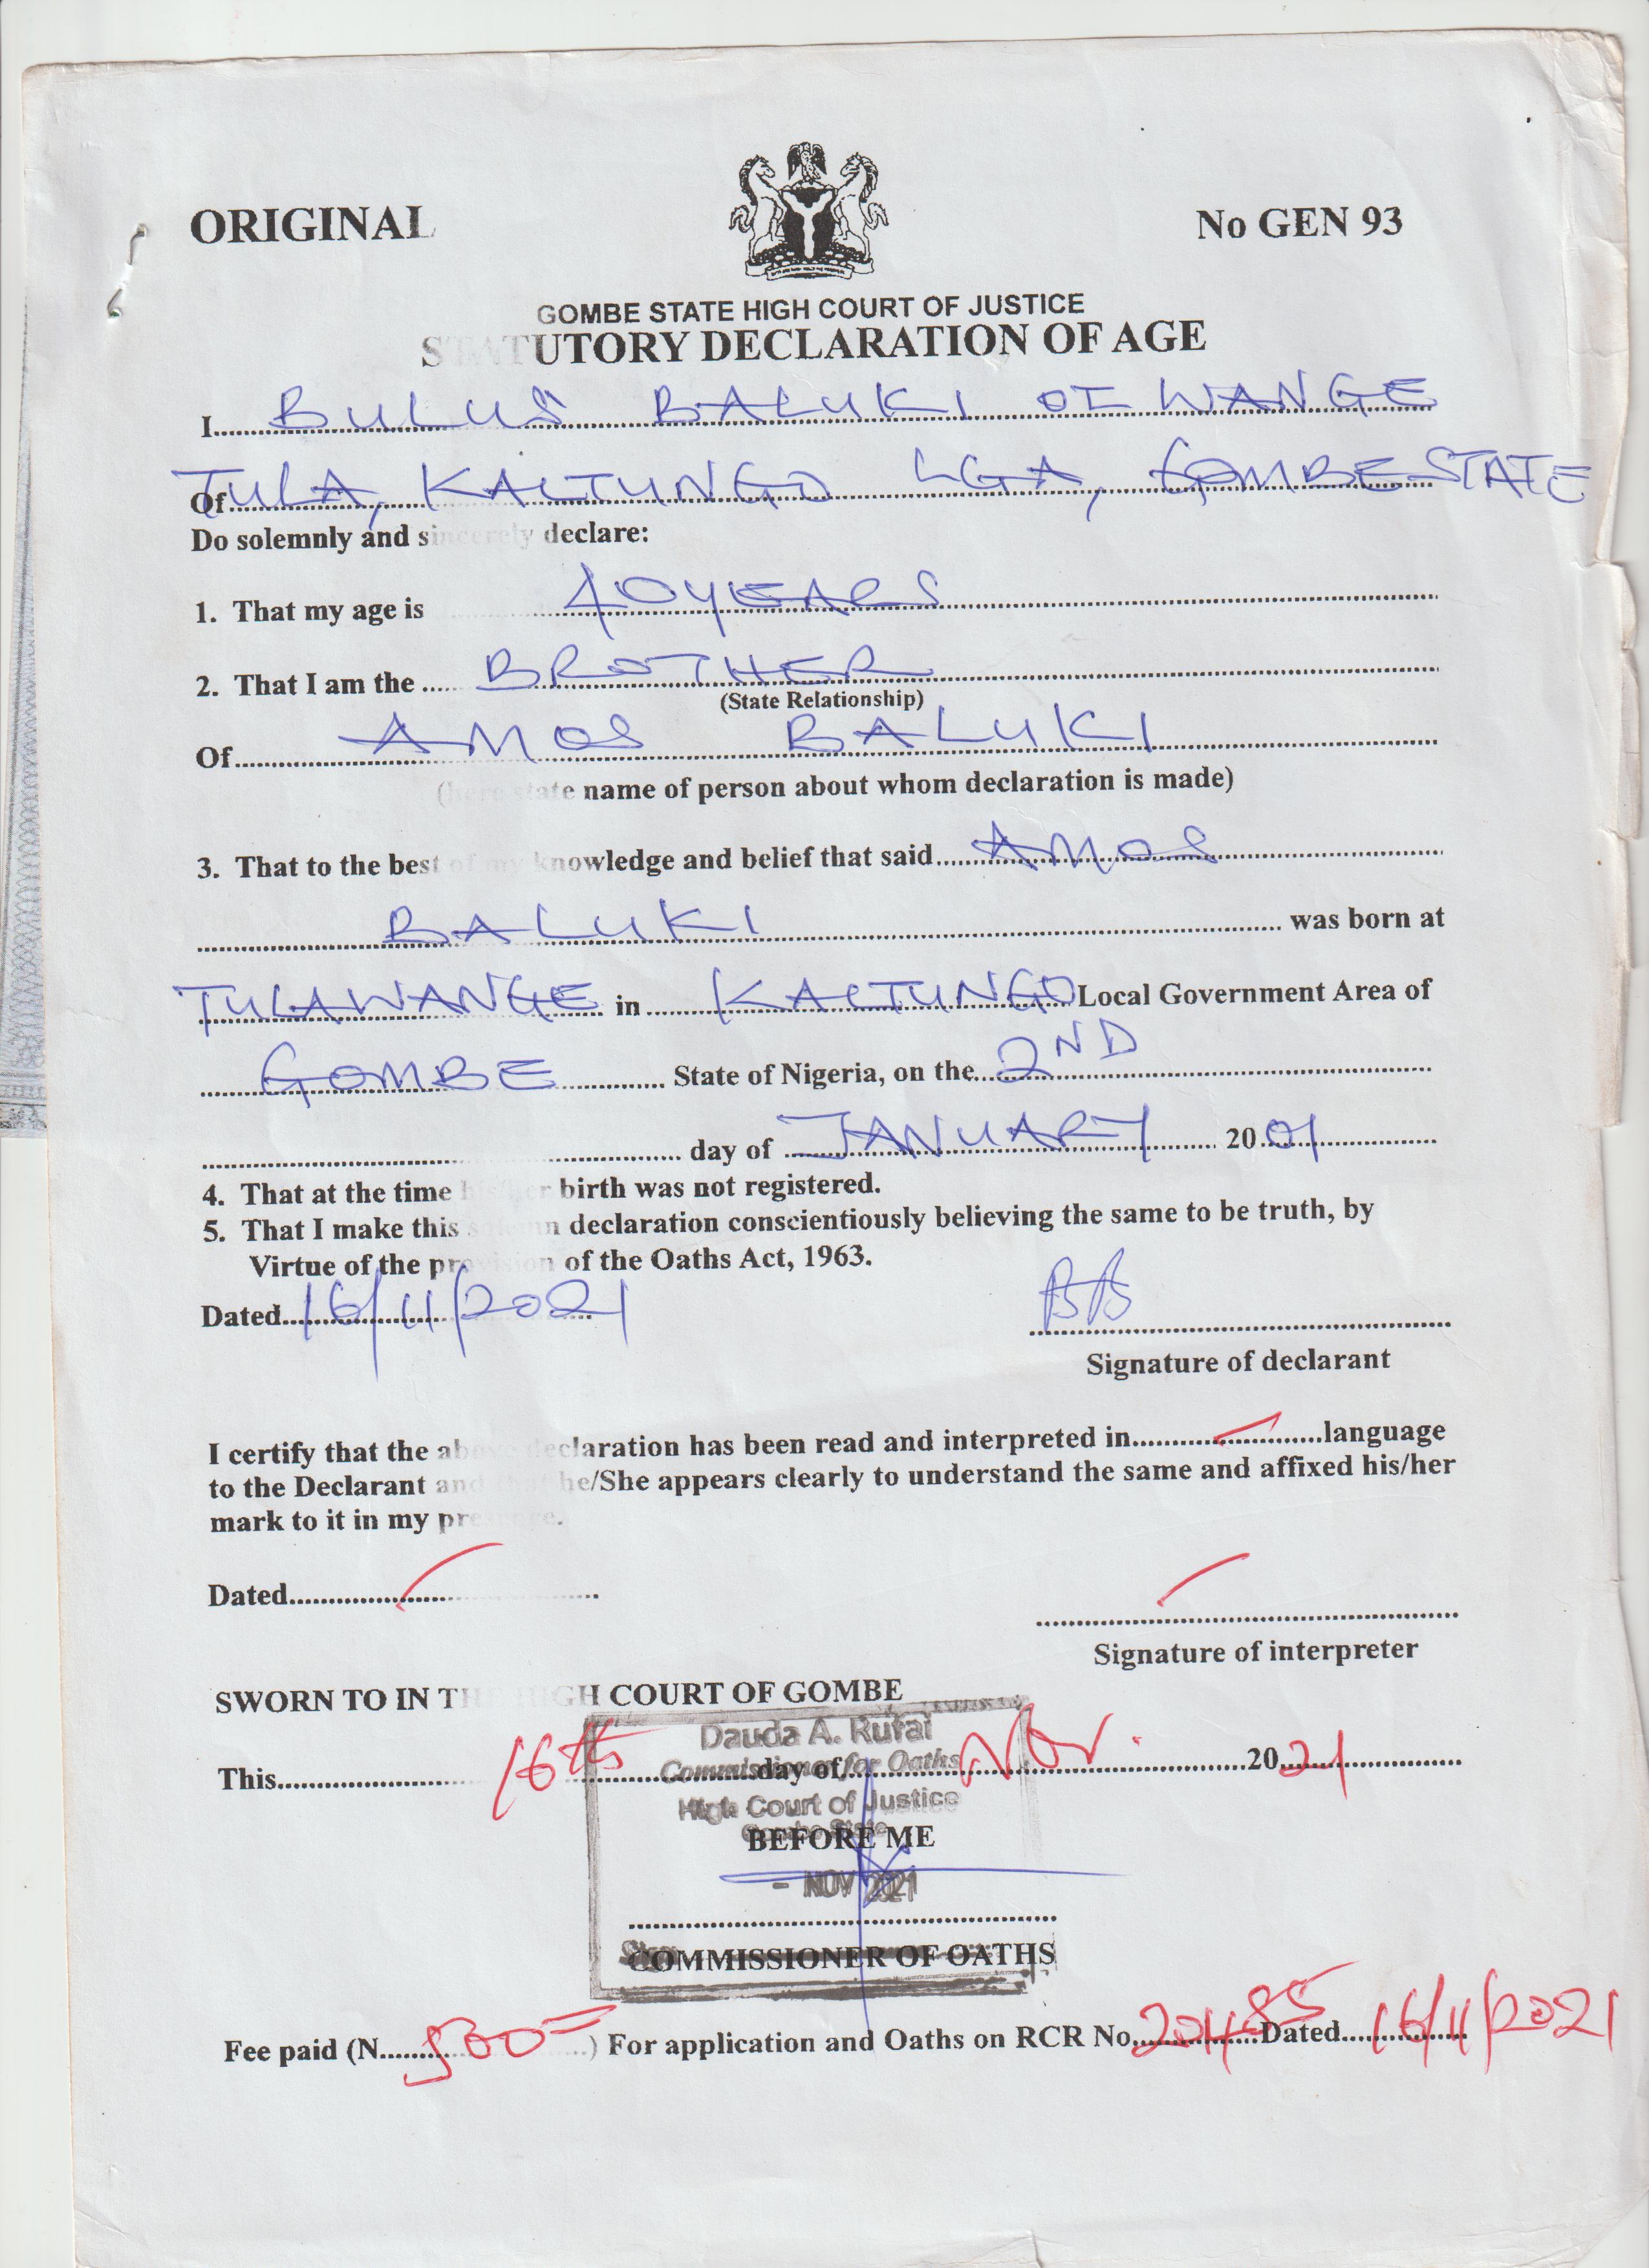 ORIGINAL
No GEN 93
GOMBE STATE HIGH COURT OF JUSTICE
STATUTORY DECLARATION OF AGE
I BULUS BALUKI OF WANGE
Of TULA, KALTUNGO LGA, GOMBE STATE
Do solemnly and sincerely declare:
1. That my age is 40 YEARS
2. That I am the BROTHER
(State Relationship)
Of AMOS BALUKI
(here state name of person about whom declaration is made)
3. That to the best of my knowledge and belief that said AMOS
BALUKI was born at
TULAWANGE in KALTUNGO Local Government Area of
GOMBE State of Nigeria, on the 2ND
day of JANUARY 2001
4. That at the time his/her birth was not registered.
5. That I make this solemn declaration conscientiously believing the same to be truth, by
Virtue of the provision of the Oaths Act, 1963.
Dated 16/11/2021
BB
Signature of declarant
I certify that the above declaration has been read and interpreted in language
to the Declarant and that he/She appears clearly to understand the same and affixed his/her
mark to it in my presence.
Dated
Signature of interpreter
SWORN TO IN THE HIGH COURT OF GOMBE
Dauda A. Rufai
Commissioner for Oaths
This 16th day of Nov. 2021
High Court of Justice
Gombe State
BEFORE ME
- NOV 2021
COMMISSIONER OF OATHS
Fee paid (N 500= ) For application and Oaths on RCR No. Dated 16/11/2021